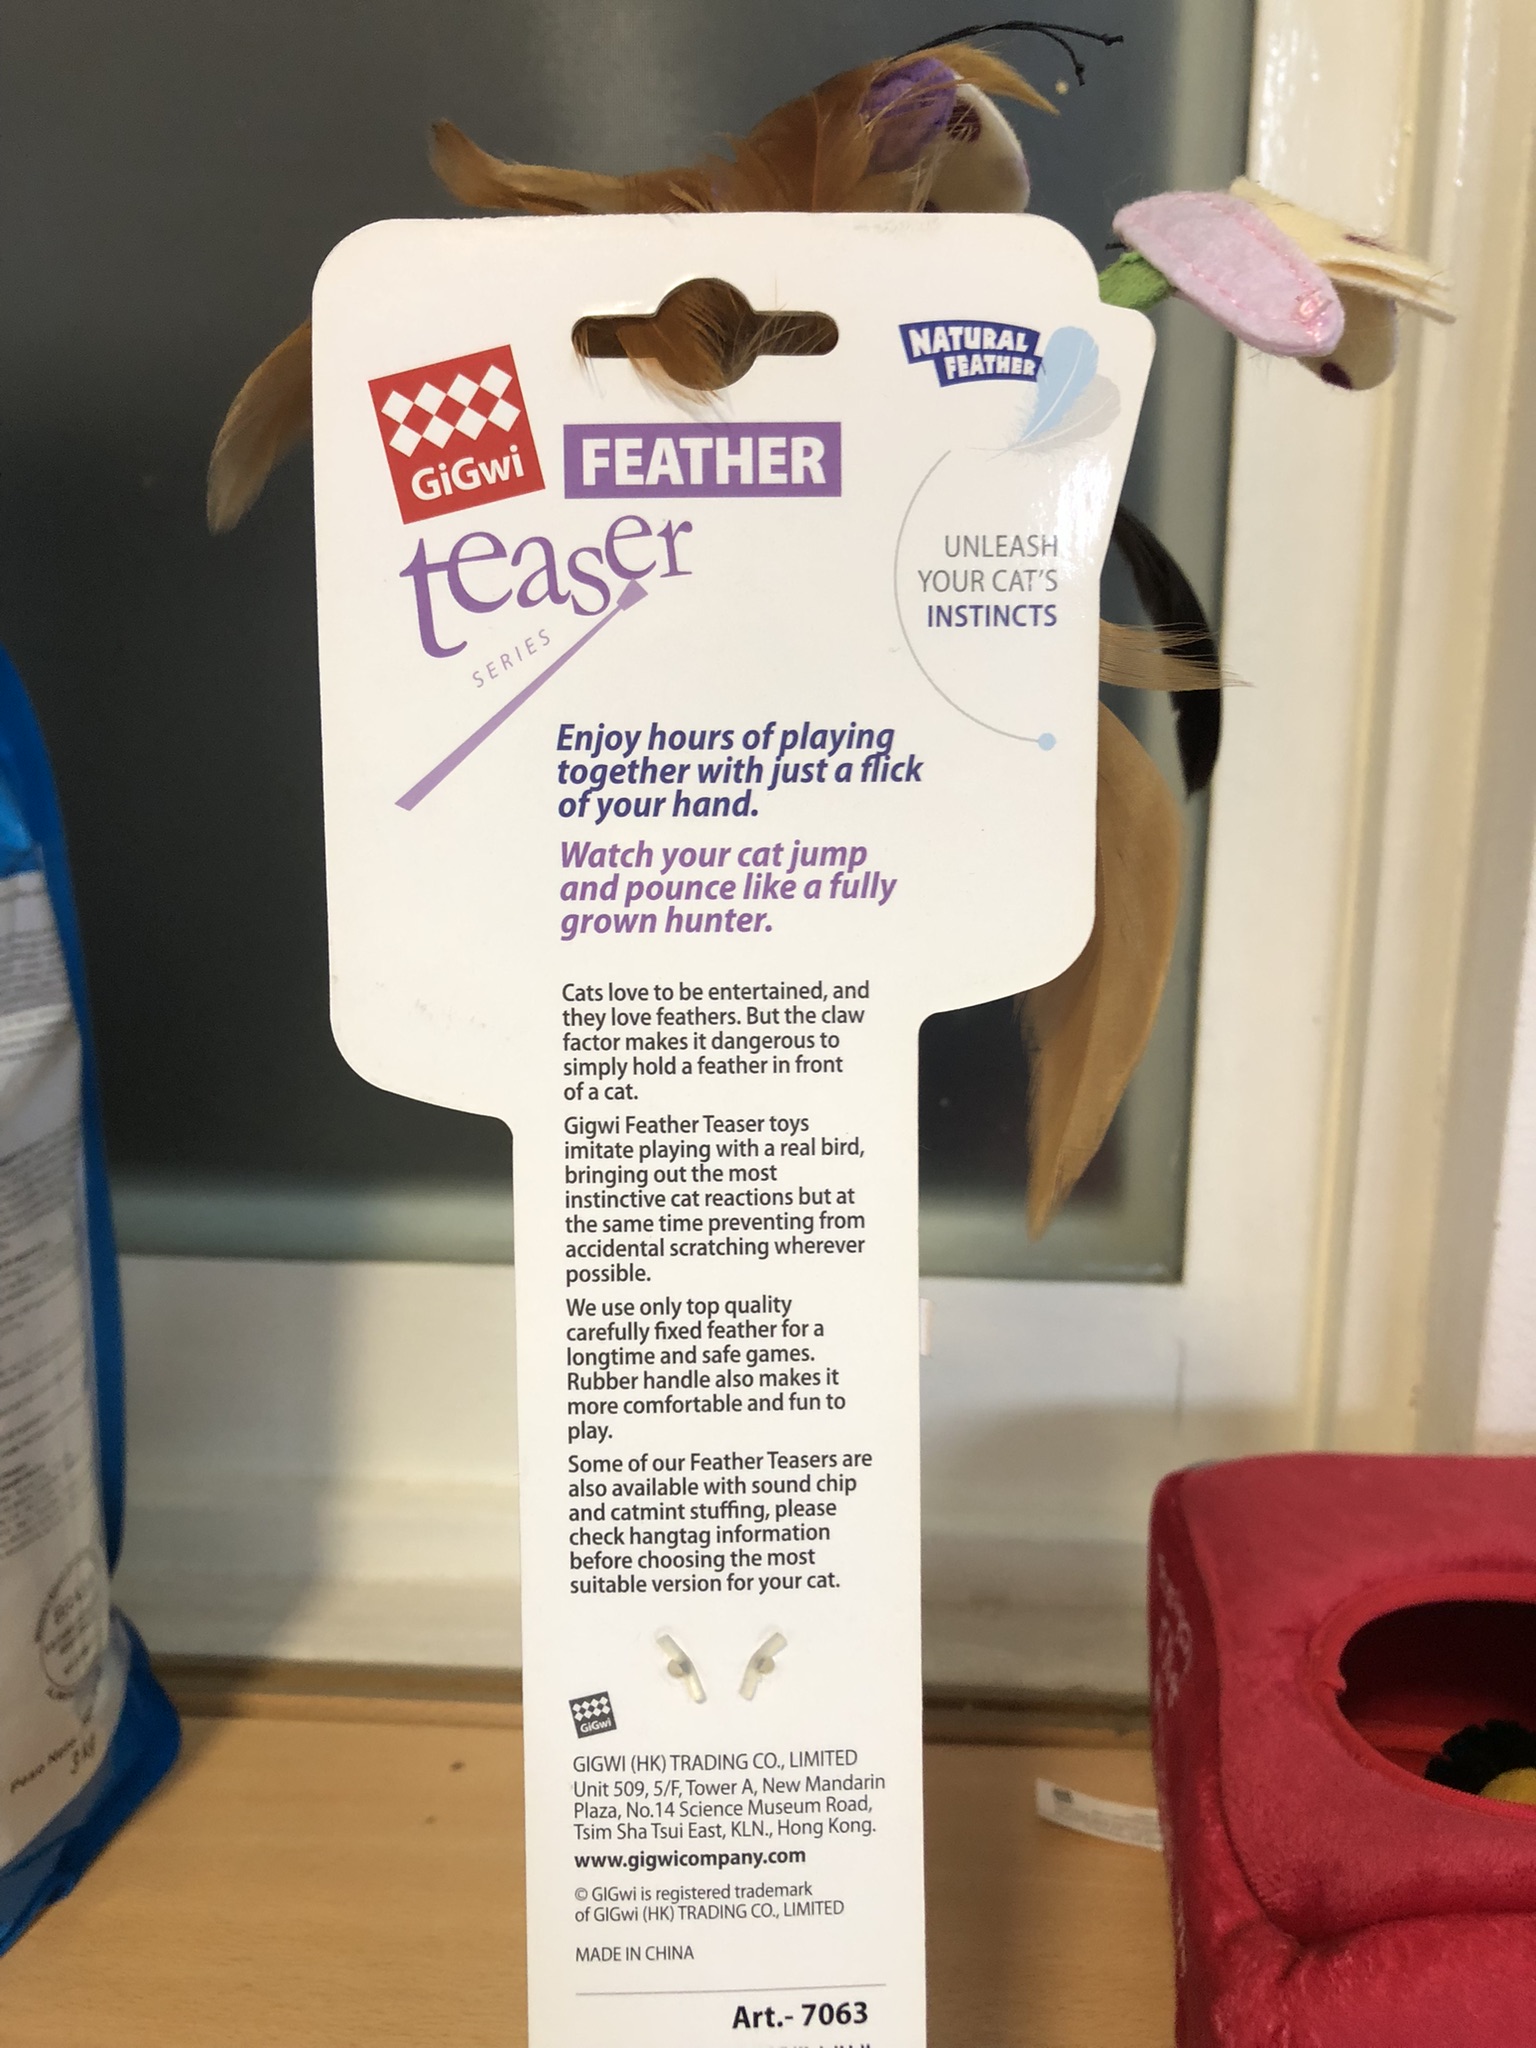 NATURAL
FEATHER
GiGwi
FEATHER
teaser
SERIES
UNLEASH
YOUR CAT'S
INSTINCTS
Enjoy hours of playing
together with just a flick
of your hand.
Watch your cat jump
and pounce like a fully
grown hunter.
Cats love to be entertained, and
they love feathers. But the claw
factor makes it dangerous to
simply hold a feather in front
of a cat.
Gigwi Feather Teaser toys
imitate playing with a real bird,
bringing out the most
instinctive cat reactions but at
the same time preventing from
accidental scratching wherever
possible.
We use only top quality
carefully fixed feather for a
longtime and safe games.
Rubber handle also makes it
more comfortable and fun to
play.
Some of our Feather Teasers are
also available with sound chip
and catmint stuffing, please
check hangtag information
before choosing the most
suitable version for your cat.
GiGwi
GIGWI (HK) TRADING CO., LIMITED
Unit 509, 5/F, Tower A, New Mandarin
Plaza, No.14 Science Museum Road,
Tsim Sha Tsui East, KLN., Hong Kong.
www.gigwicompany.com
© GIGwi is registered trademark
of GIGwi (HK) TRADING CO., LIMITED
MADE IN CHINA
Art.- 7063
Peso Neto
3 kg